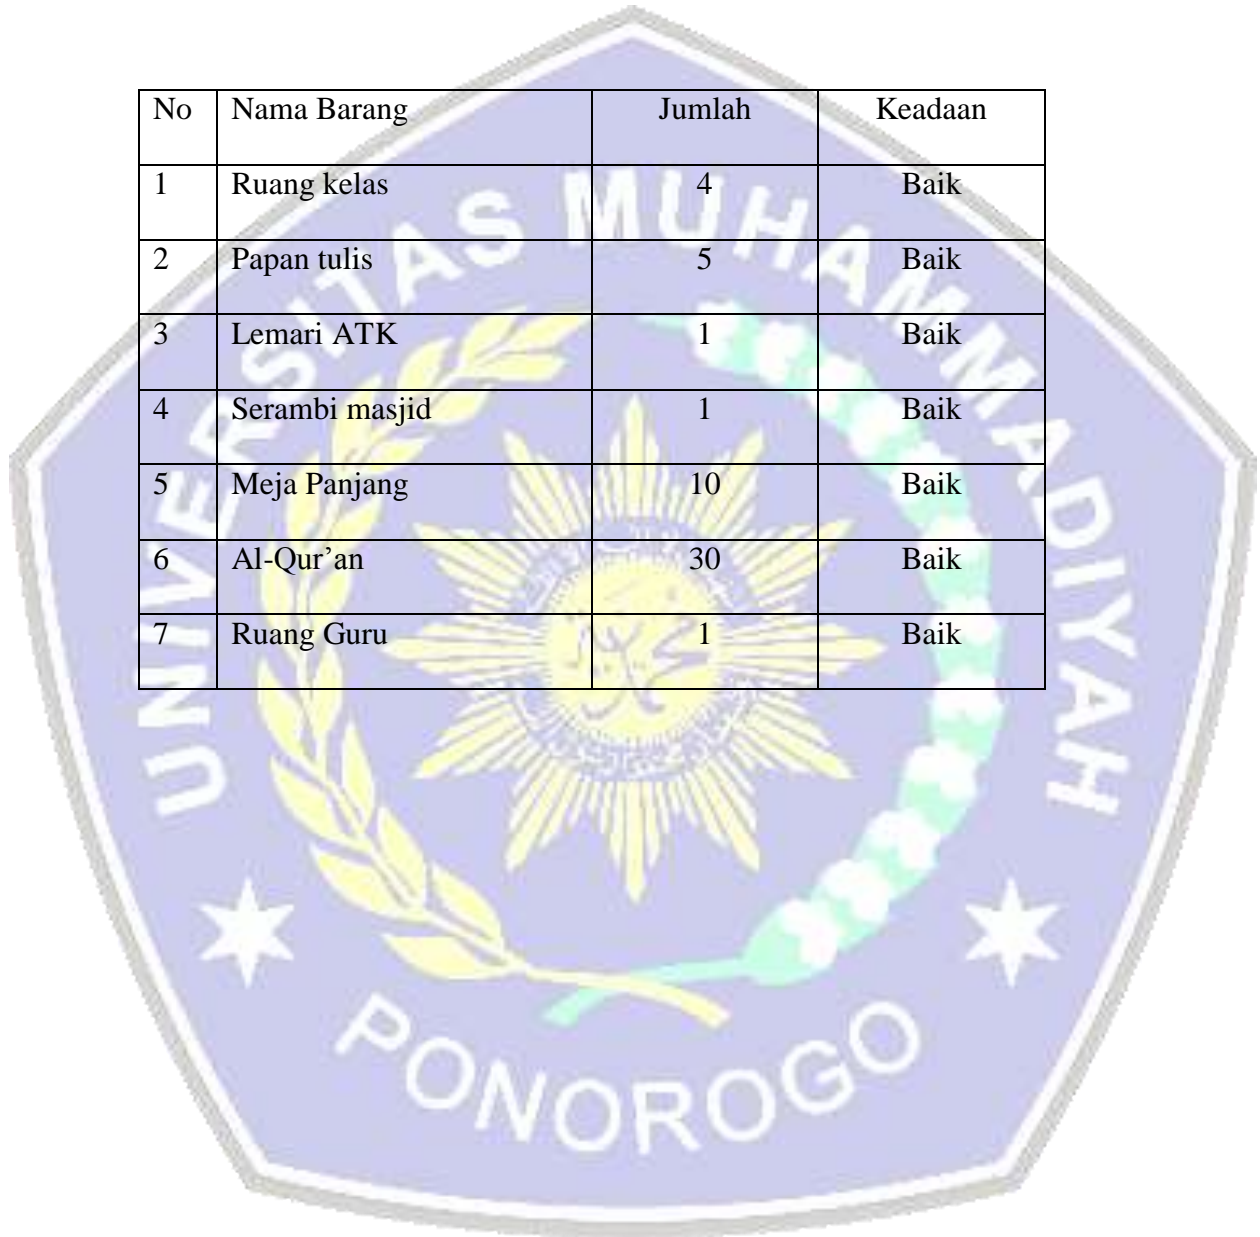 No Nama Barang Jumlah Keadaan
1 Ruang kelas 4 Baik
2 Papan tulis 5 Baik
3 Lemari ATK 1 Baik
4 Serambi masjid 1 Baik
5 Meja Panjang 10 Baik
6 Al-Qur’an 30 Baik
7 Ruang Guru 1 Baik
UNIVERSITAS MUHAMMADIYAH
PONOROGO